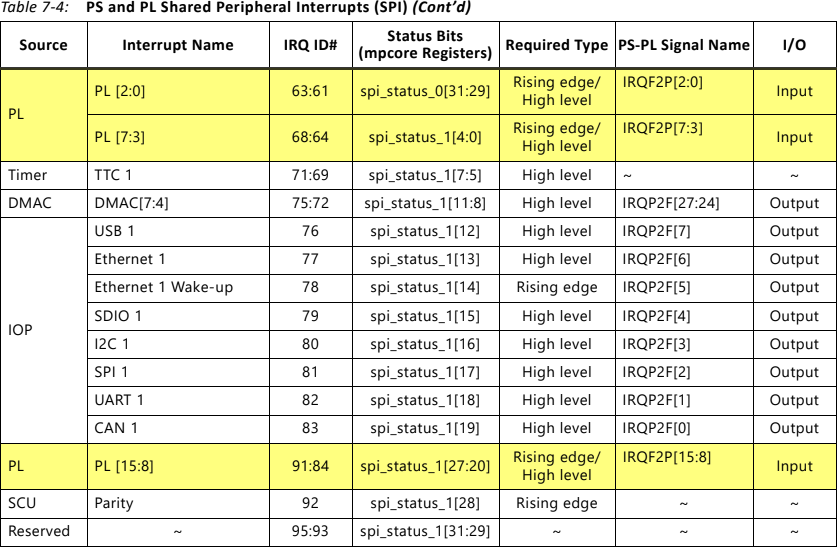 Table 7-4: PS and PL Shared Peripheral Interrupts (SPI) (Cont’d)
Source Interrupt Name IRQ ID# Status Bits (mpcore Registers) Required Type PS-PL Signal Name I/O
PL PL [2:0] 63:61 spi_status_0[31:29] Rising edge/ High level IRQF2P[2:0] Input
PL [7:3] 68:64 spi_status_1[4:0] Rising edge/ High level IRQF2P[7:3] Input
Timer TTC 1 71:69 spi_status_1[7:5] High level ~ ~
DMAC DMAC[7:4] 75:72 spi_status_1[11:8] High level IRQP2F[27:24] Output
IOP USB 1 76 spi_status_1[12] High level IRQP2F[7] Output
Ethernet 1 77 spi_status_1[13] High level IRQP2F[6] Output
Ethernet 1 Wake-up 78 spi_status_1[14] Rising edge IRQP2F[5] Output
SDIO 1 79 spi_status_1[15] High level IRQP2F[4] Output
I2C 1 80 spi_status_1[16] High level IRQP2F[3] Output
SPI 1 81 spi_status_1[17] High level IRQP2F[2] Output
UART 1 82 spi_status_1[18] High level IRQP2F[1] Output
CAN 1 83 spi_status_1[19] High level IRQP2F[0] Output
PL PL [15:8] 91:84 spi_status_1[27:20] Rising edge/ High level IRQF2P[15:8] Input
SCU Parity 92 spi_status_1[28] Rising edge ~ ~
Reserved ~ 95:93 spi_status_1[31:29] ~ ~ ~